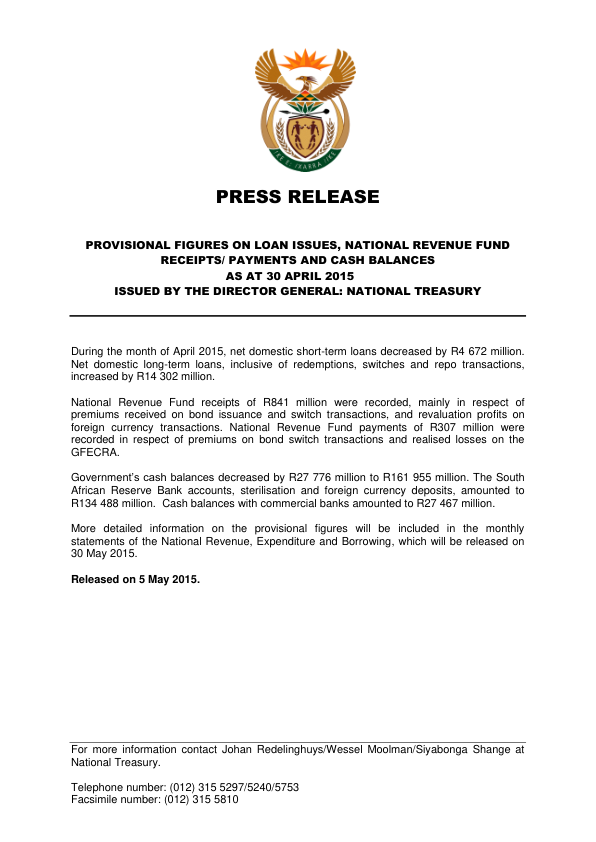 !KE E: /XARRA //KE
PRESS RELEASE
PROVISIONAL FIGURES ON LOAN ISSUES, NATIONAL REVENUE FUND
RECEIPTS/ PAYMENTS AND CASH BALANCES
AS AT 30 APRIL 2015
ISSUED BY THE DIRECTOR GENERAL: NATIONAL TREASURY
During the month of April 2015, net domestic short-term loans decreased by R4 672 million.
Net domestic long-term loans, inclusive of redemptions, switches and repo transactions,
increased by R14 302 million.
National Revenue Fund receipts of R841 million were recorded, mainly in respect of
premiums received on bond issuance and switch transactions, and revaluation profits on
foreign currency transactions. National Revenue Fund payments of R307 million were
recorded in respect of premiums on bond switch transactions and realised losses on the
GFECRA.
Government's cash balances decreased by R27 776 million to R161 955 million. The South
African Reserve Bank accounts, sterilisation and foreign currency deposits, amounted to
R134 488 million. Cash balances with commercial banks amounted to R27 467 million.
More detailed information on the provisional figures will be included in the monthly
statements of the National Revenue, Expenditure and Borrowing, which will be released on
30 May 2015.
Released on 5 May 2015.
For more information contact Johan Redelinghuys/Wessel Moolman/Siyabonga Shange at
National Treasury.
Telephone number: (012) 315 5297/5240/5753
Facsimile number: (012) 315 5810